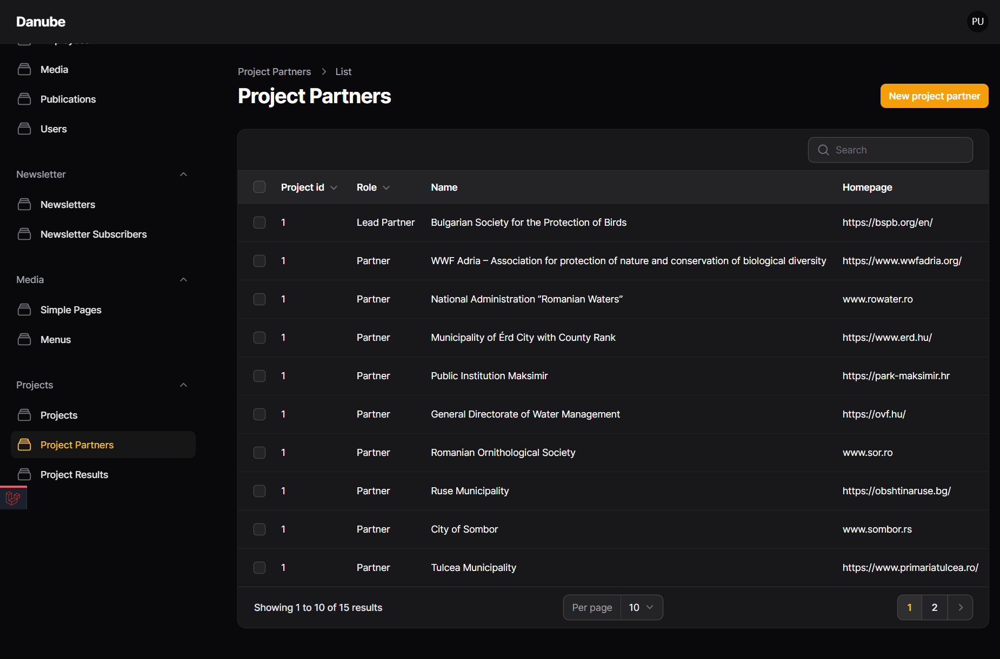 Danube
PU
Media
Publications
Users
Newsletter
Newsletters
Newsletter Subscribers
Media
Simple Pages
Menus
Projects
Projects
Project Partners
Project Results
Project Partners List
Project Partners
New project partner
Search
Project id Role Name Homepage
1 Lead Partner Bulgarian Society for the Protection of Birds https://bspb.org/en/
1 Partner WWF Adria – Association for protection of nature and conservation of biological diversity https://www.wwfadria.org/
1 Partner National Administration ”Romanian Waters” www.rowater.ro
1 Partner Municipality of Érd City with County Rank https://www.erd.hu/
1 Partner Public Institution Maksimir https://park-maksimir.hr
1 Partner General Directorate of Water Management https://ovf.hu/
1 Partner Romanian Ornithological Society www.sor.ro
1 Partner Ruse Municipality https://obshtinaruse.bg/
1 Partner City of Sombor www.sombor.rs
1 Partner Tulcea Municipality https://www.primariatulcea.ro/
Showing 1 to 10 of 15 results
Per page 10
1 2